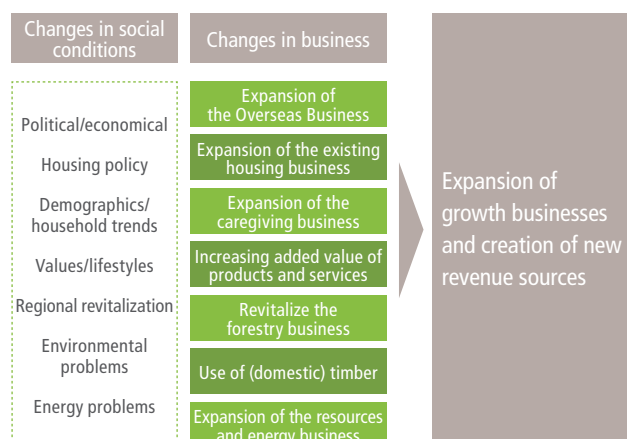 Changes in social
conditions
Changes in business
Political/economical
Housing policy
Demographics/
household trends
Values/lifestyles
Regional revitalization
Environmental
problems
Energy problems
Expansion of
the Overseas Business
Expansion of the existing
housing business
Expansion of the
caregiving business
Increasing added value of
products and services
Revitalize the
forestry business
Use of (domestic) timber
Expansion of the resources
and energy business
Expansion of
growth businesses
and creation of new
revenue sources